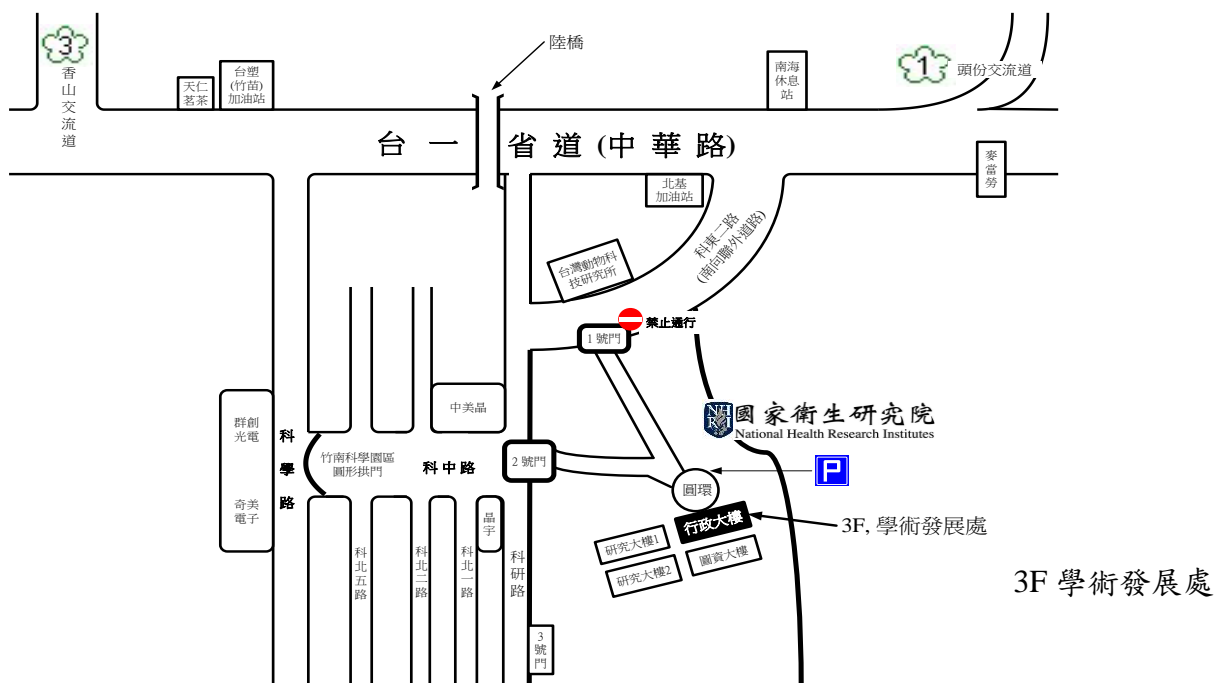 陸橋
3
香山交流道
天仁
茗茶
台塑
(竹苗)
加油站
南海
休息
站
1
頭份交流道
台一省道(中華路)
麥當勞
北基
加油站
科東二路
(南向聯外道路)
台灣動物科
技研究所
禁止通行
1 號門
中美晶
群創
光電
奇美
電子
科學路
竹南科學園區
圓形拱門
科中路
2 號門
NHRI
國家衛生研究院
National Health Research Institutes
P
圓環
行政大樓
3F, 學術發展處
研究大樓1
研究大樓2
圖資大樓
晶宇
科北五路
科北二路
科北一路
科研路
3號門
3F 學術發展處